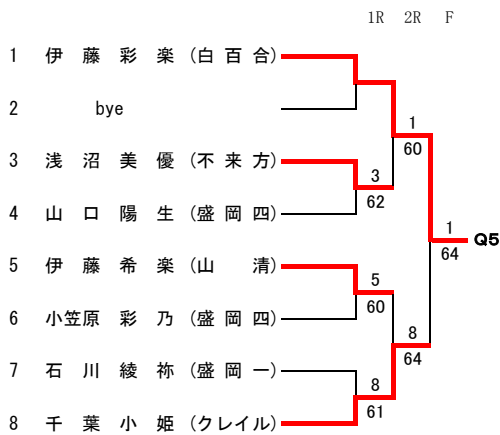 1R 2R F
1 伊藤彩楽 (白百合)
1
2 bye
60
3 浅沼美優 (不来方)
3
62
4 山口陽生 (盛岡四)
1 Q5
64
5 伊藤希楽 (山清)
5
60
6 小笠原彩乃 (盛岡四)
8
64
7 石川綾祢 (盛岡一)
8
61
8 千葉小姫 (クレイル)